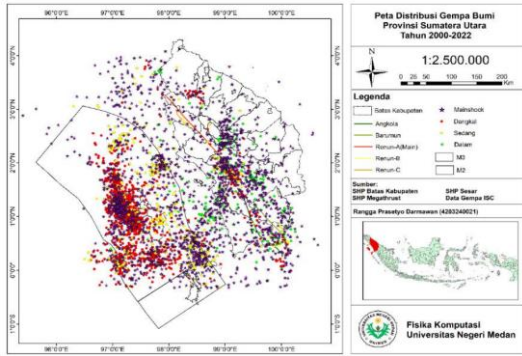 Peta Distribusi Gempa Bumi
Provinsi Sumatera Utara
Tahun 2000-2022
N
1:2.500.000
0 25 50 100 150 200
Km
Legenda
Batas Kabupaten
Angkola
Barumun
Renun-A(Main)
Renun-B
Renun-C
Mainshock
Dangkal
Sedang
Dalam
M3
M2
Sumber:
SHP Batas Kabupaten
SHP Megathrust
SHP Sesar
Data Gempa ISC
Rangga Prasetyo Darmawan (4203240021)
Fisika Komputasi
Universitas Negeri Medan
96°0'0"E 97°0'0"E 98°0'0"E 99°0'0"E 100°0'0"E
4°0'0"N
3°0'0"N
2°0'0"N
1°0'0"N
0°0'0"
1°0'0"S